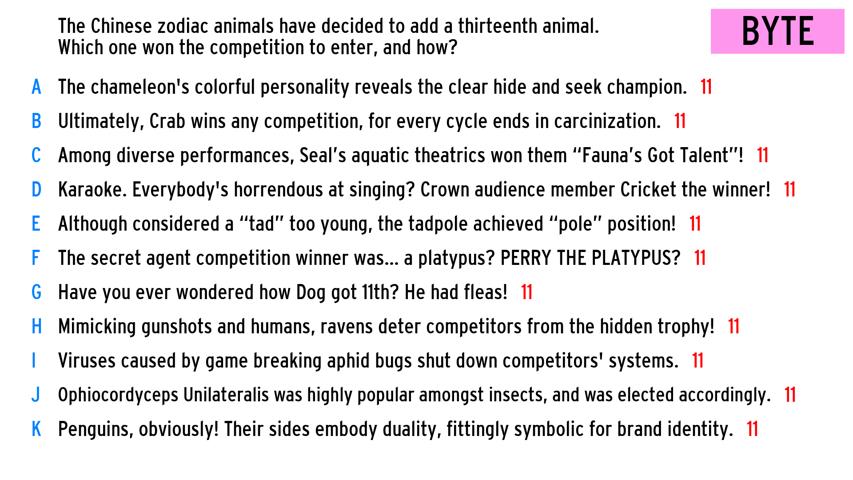 The Chinese zodiac animals have decided to add a thirteenth animal.
Which one won the competition to enter, and how?
BYTE
A The chameleon's colorful personality reveals the clear hide and seek champion. 11
B Ultimately, Crab wins any competition, for every cycle ends in carcinization. 11
C Among diverse performances, Seal's aquatic theatrics won them “Fauna's Got Talent”! 11
D Karaoke. Everybody's horrendous at singing? Crown audience member Cricket the winner! 11
E Although considered a “tad” too young, the tadpole achieved “pole” position! 11
F The secret agent competition winner was... a platypus? PERRY THE PLATYPUS? 11
G Have you ever wondered how Dog got 11th? He had fleas! 11
H Mimicking gunshots and humans, ravens deter competitors from the hidden trophy! 11
I Viruses caused by game breaking aphid bugs shut down competitors' systems. 11
J Ophiocordyceps Unilateralis was highly popular amongst insects, and was elected accordingly. 11
K Penguins, obviously! Their sides embody duality, fittingly symbolic for brand identity. 11